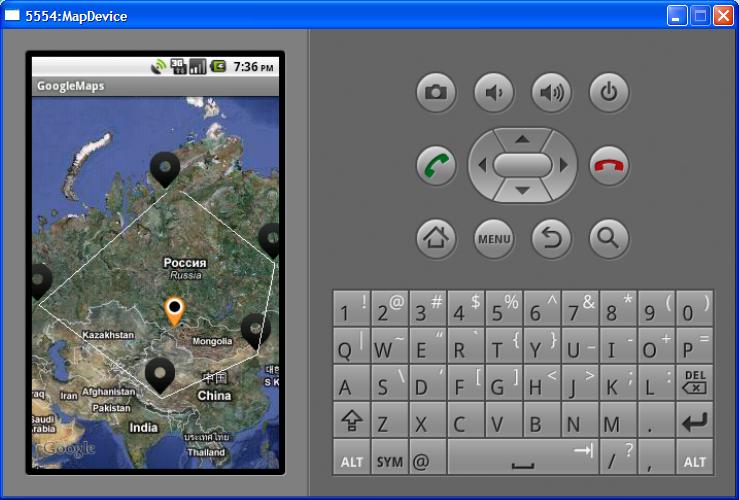 5554:MapDevice
3G
7:36 PM
GoogleMaps
Россия
Russia
Kazakhstan
Mongolia
中国
China
Iran
Afghanistan
Pakistan
India
ประเทศไทย
Thailand
Saudi
Arabia
Google
MENU
1 ! 2 @ 3 # 4 $ 5 % 6 ^ 7 & 8 * 9 ( 0 )
Q | W ~ E “ R ` T { Y } U _ I - O + P =
A S \ D ‘ F [ G ] H < J > K ; L : DEL
Z X C V B N M .
ALT SYM @ / ? , ALT